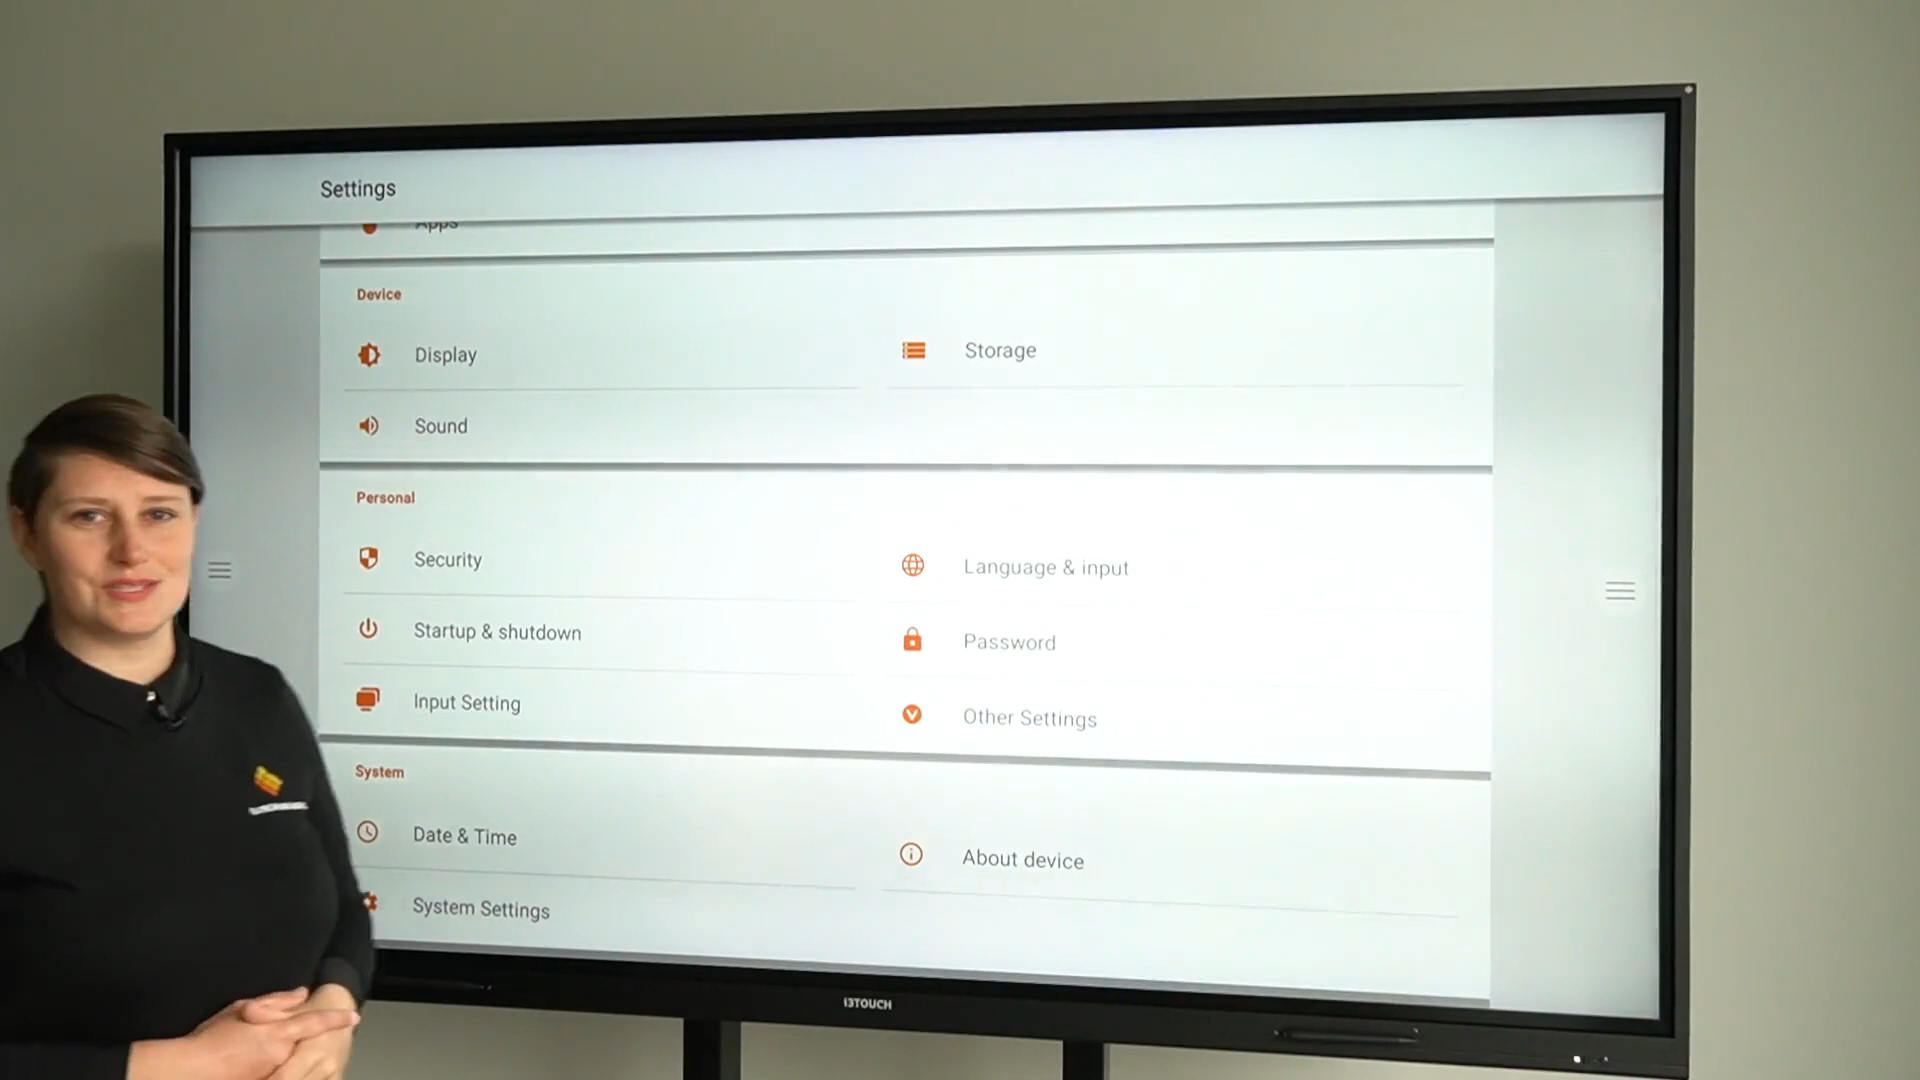 Settings
Apps
Device
Display
Storage
Sound
Personal
Security
Language & input
Startup & shutdown
Password
Input Setting
Other Settings
System
Date & Time
About device
System Settings
i3TOUCH